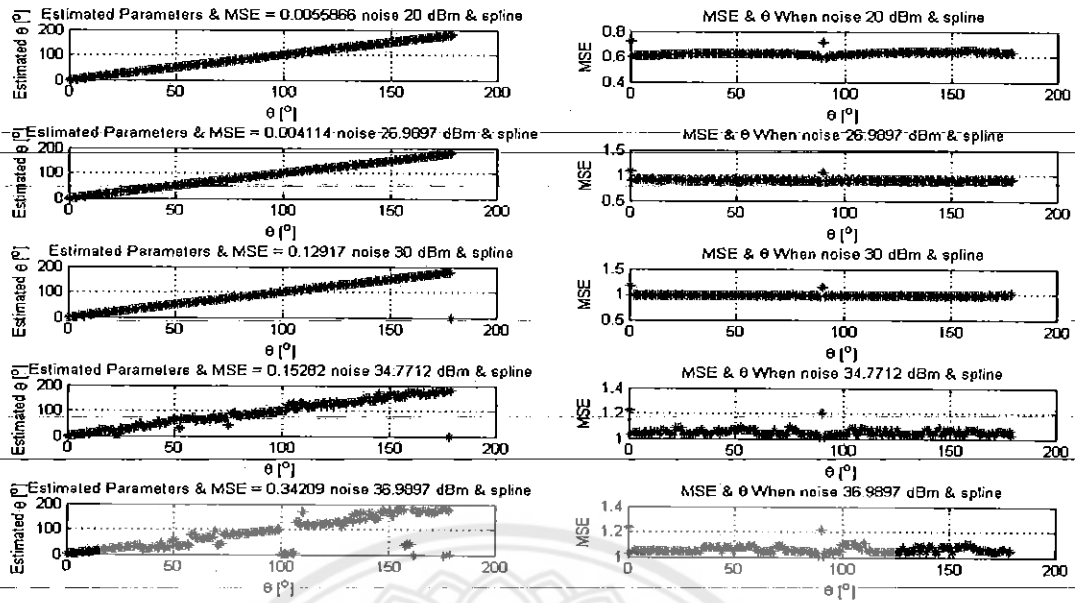 Estimated Parameters & MSE = 0.0055866 noise 20 dBm & spline
Estimated θ [º]
200
100
0
0 50 100 150 200
θ [º]
MSE & θ When noise 20 dBm & spline
MSE
0.8
0.6
0.4
0 50 100 150 200
θ [º]
Estimated Parameters & MSE = 0.004114 noise 26.9897 dBm & spline
Estimated θ [º]
200
100
0
0 50 100 150 200
θ [º]
MSE & θ When noise 26.9897 dBm & spline
MSE
1.5
1
0.5
0 50 100 150 200
θ [º]
Estimated Parameters & MSE = 0.12917 noise 30 dBm & spline
Estimated θ [º]
200
100
0
0 50 100 150 200
θ [º]
MSE & θ When noise 30 dBm & spline
MSE
1.5
1
0.5
0 50 100 150 200
θ [º]
Estimated Parameters & MSE = 0.15282 noise 34.7712 dBm & spline
Estimated θ [º]
200
100
0
0 50 100 150 200
θ [º]
MSE & θ When noise 34.7712 dBm & spline
MSE
1.4
1.2
1
0 50 100 150 200
θ [º]
Estimated Parameters & MSE = 0.34209 noise 36.9897 dBm & spline
Estimated θ [º]
200
100
0
0 50 100 150 200
θ [º]
MSE & θ When noise 36.9897 dBm & spline
MSE
1.4
1.2
1
0 50 100 150 200
θ [º]